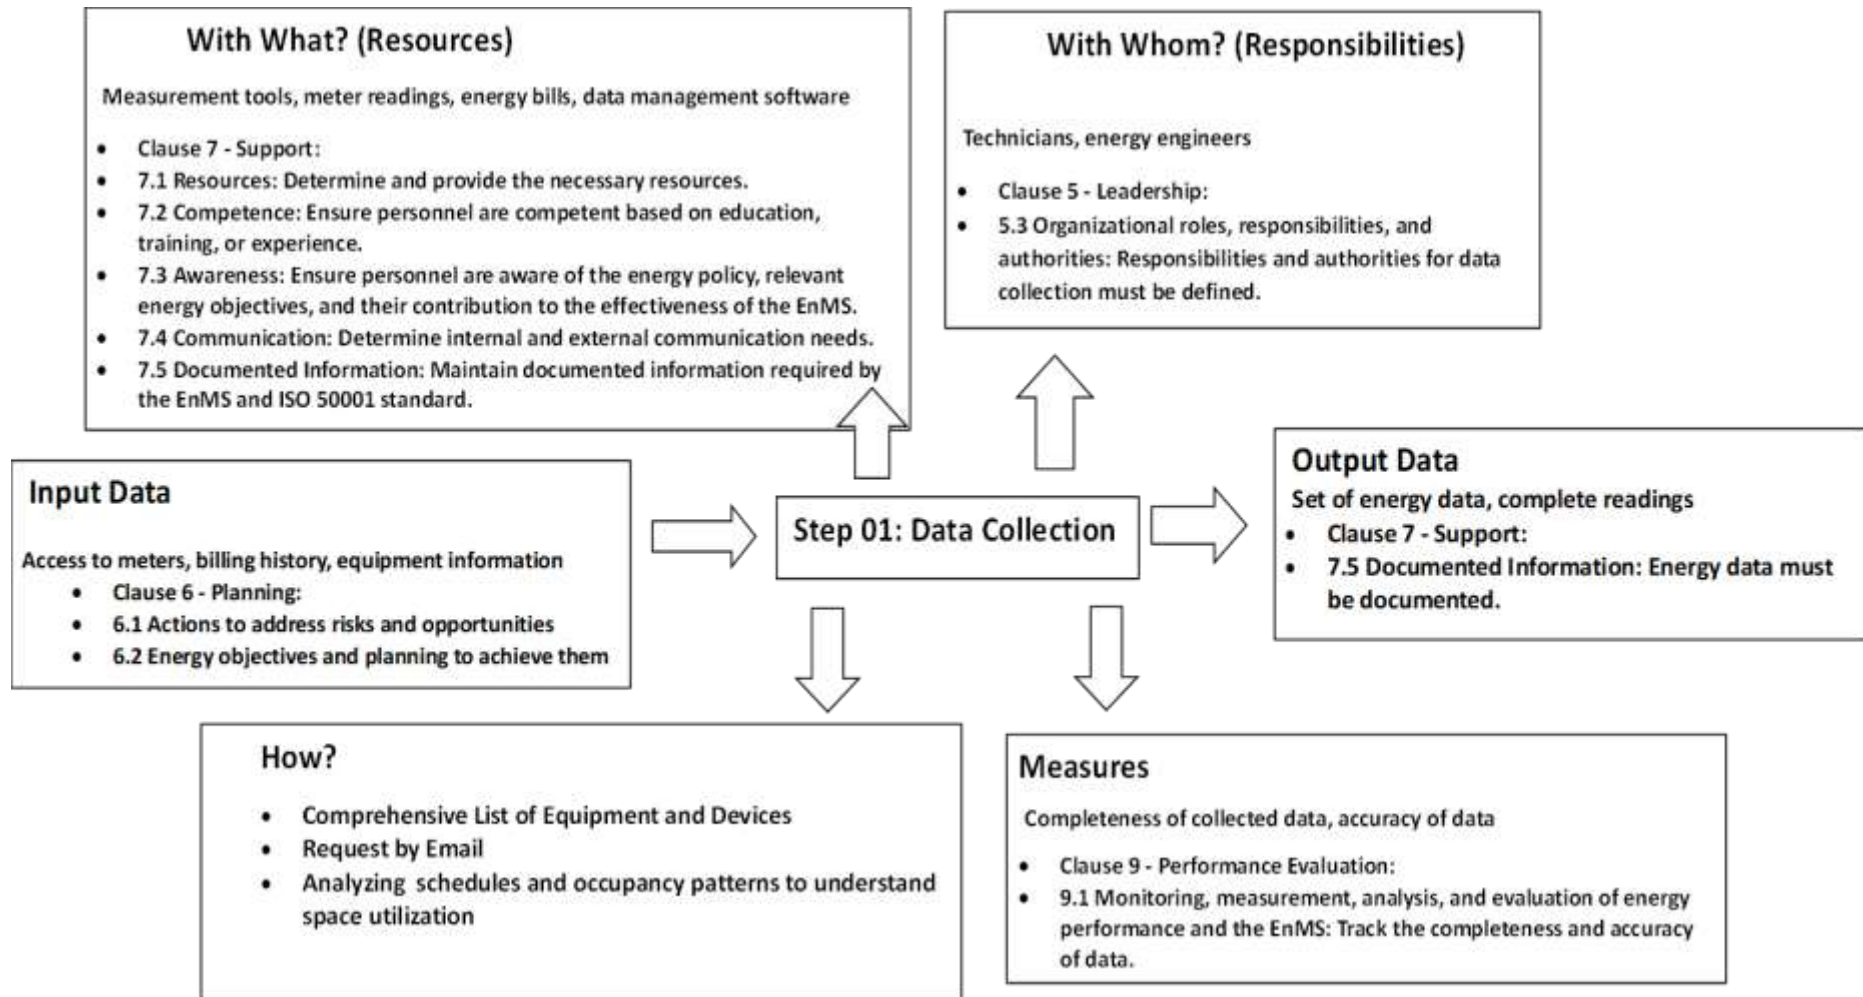 With What? (Resources)
Measurement tools, meter readings, energy bills, data management software
• Clause 7 - Support:
• 7.1 Resources: Determine and provide the necessary resources.
• 7.2 Competence: Ensure personnel are competent based on education,
training, or experience.
• 7.3 Awareness: Ensure personnel are aware of the energy policy, relevant
energy objectives, and their contribution to the effectiveness of the EnMS.
• 7.4 Communication: Determine internal and external communication needs.
• 7.5 Documented Information: Maintain documented information required by
the EnMS and ISO 50001 standard.
With Whom? (Responsibilities)
Technicians, energy engineers
• Clause 5 - Leadership:
• 5.3 Organizational roles, responsibilities, and
authorities: Responsibilities and authorities for data
collection must be defined.
Input Data
Access to meters, billing history, equipment information
• Clause 6 - Planning:
• 6.1 Actions to address risks and opportunities
• 6.2 Energy objectives and planning to achieve them
Step 01: Data Collection
Output Data
Set of energy data, complete readings
• Clause 7 - Support:
• 7.5 Documented Information: Energy data must
be documented.
How?
• Comprehensive List of Equipment and Devices
• Request by Email
• Analyzing schedules and occupancy patterns to understand
space utilization
Measures
Completeness of collected data, accuracy of data
• Clause 9 - Performance Evaluation:
• 9.1 Monitoring, measurement, analysis, and evaluation of energy
performance and the EnMS: Track the completeness and accuracy
of data.